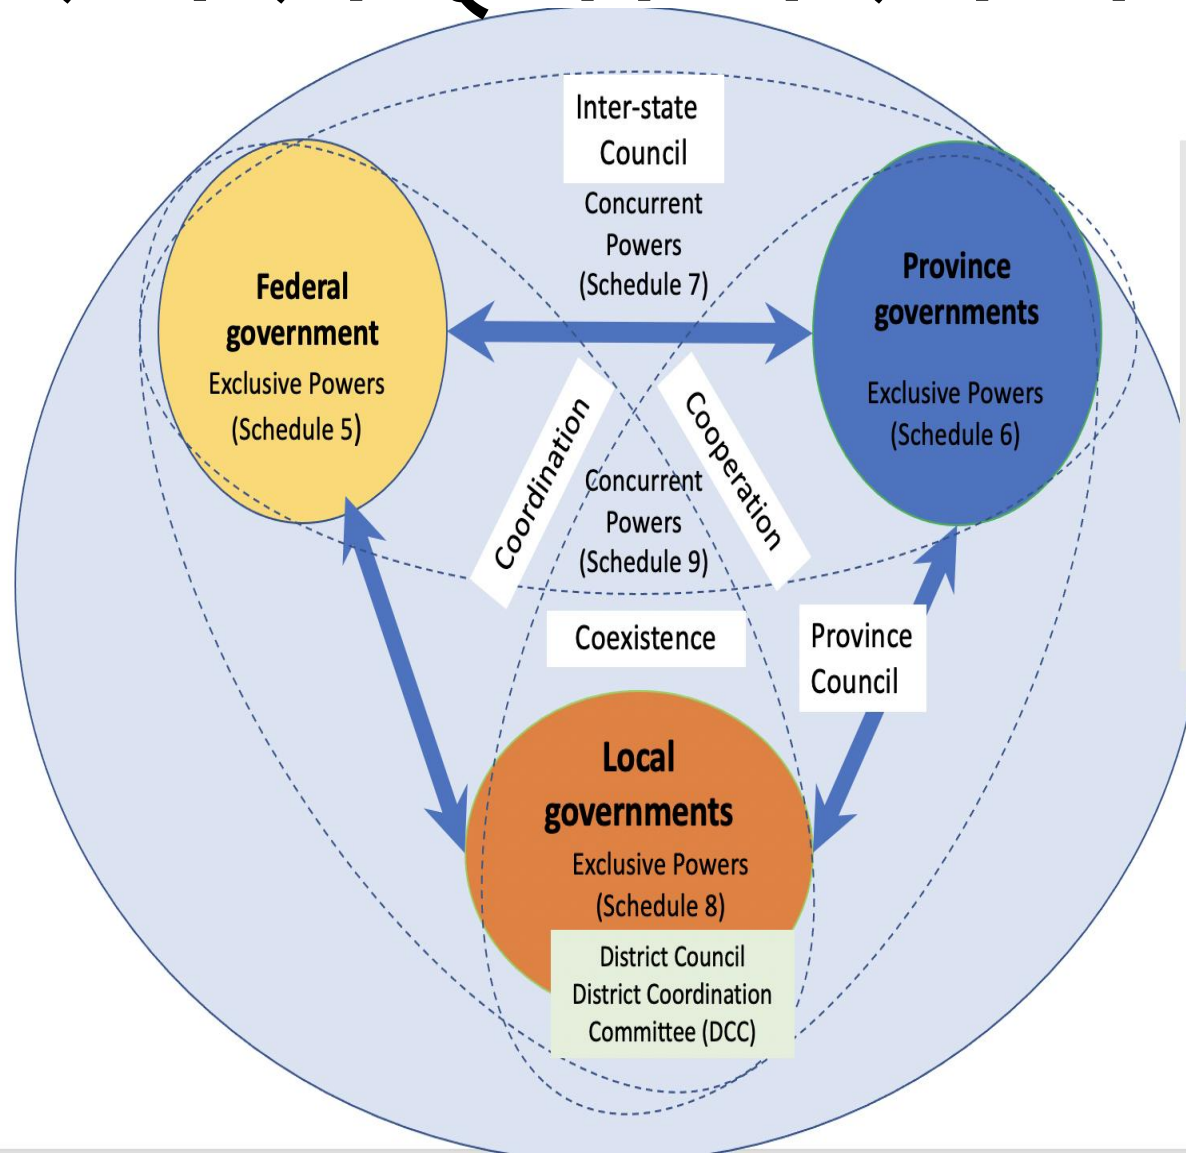 Inter-state
Council
Concurrent
Powers
(Schedule 7)
Federal
government
Exclusive Powers
(Schedule 5)
Province
governments
Exclusive Powers
(Schedule 6)
Coordination
Cooperation
Concurrent
Powers
(Schedule 9)
Coexistence
Province
Council
Local
governments
Exclusive Powers
(Schedule 8)
District Council
District Coordination
Committee (DCC)